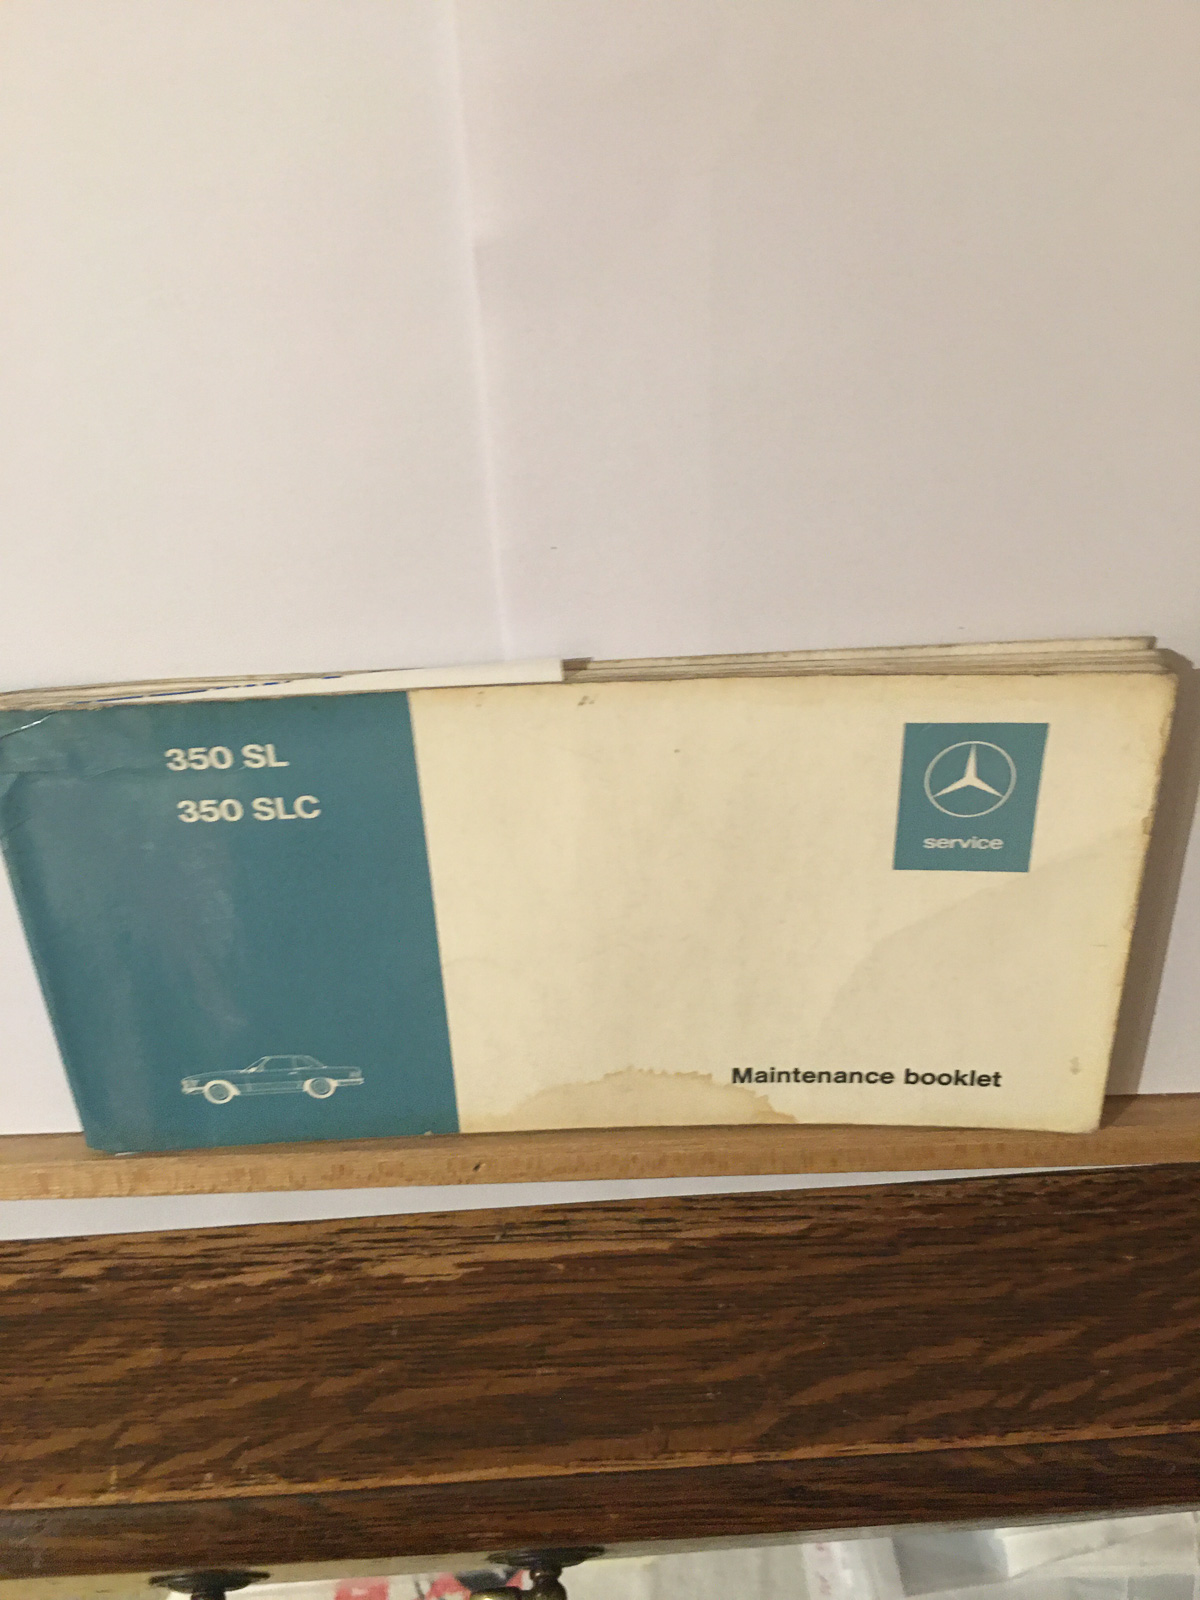 350 SL
350 SLC
service
Maintenance booklet